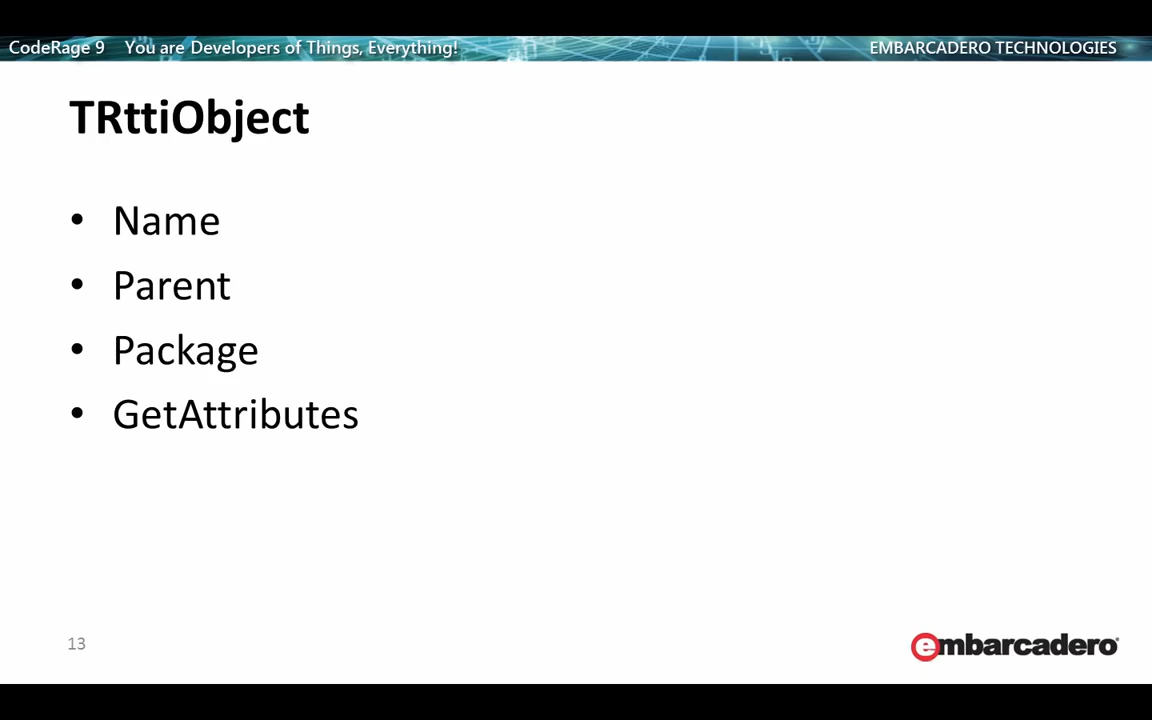 CodeRage 9 You are Developers of Things, Everything! EMBARCADERO TECHNOLOGIES
TRttiObject
• Name
• Parent
• Package
• GetAttributes
13 embarcadero®